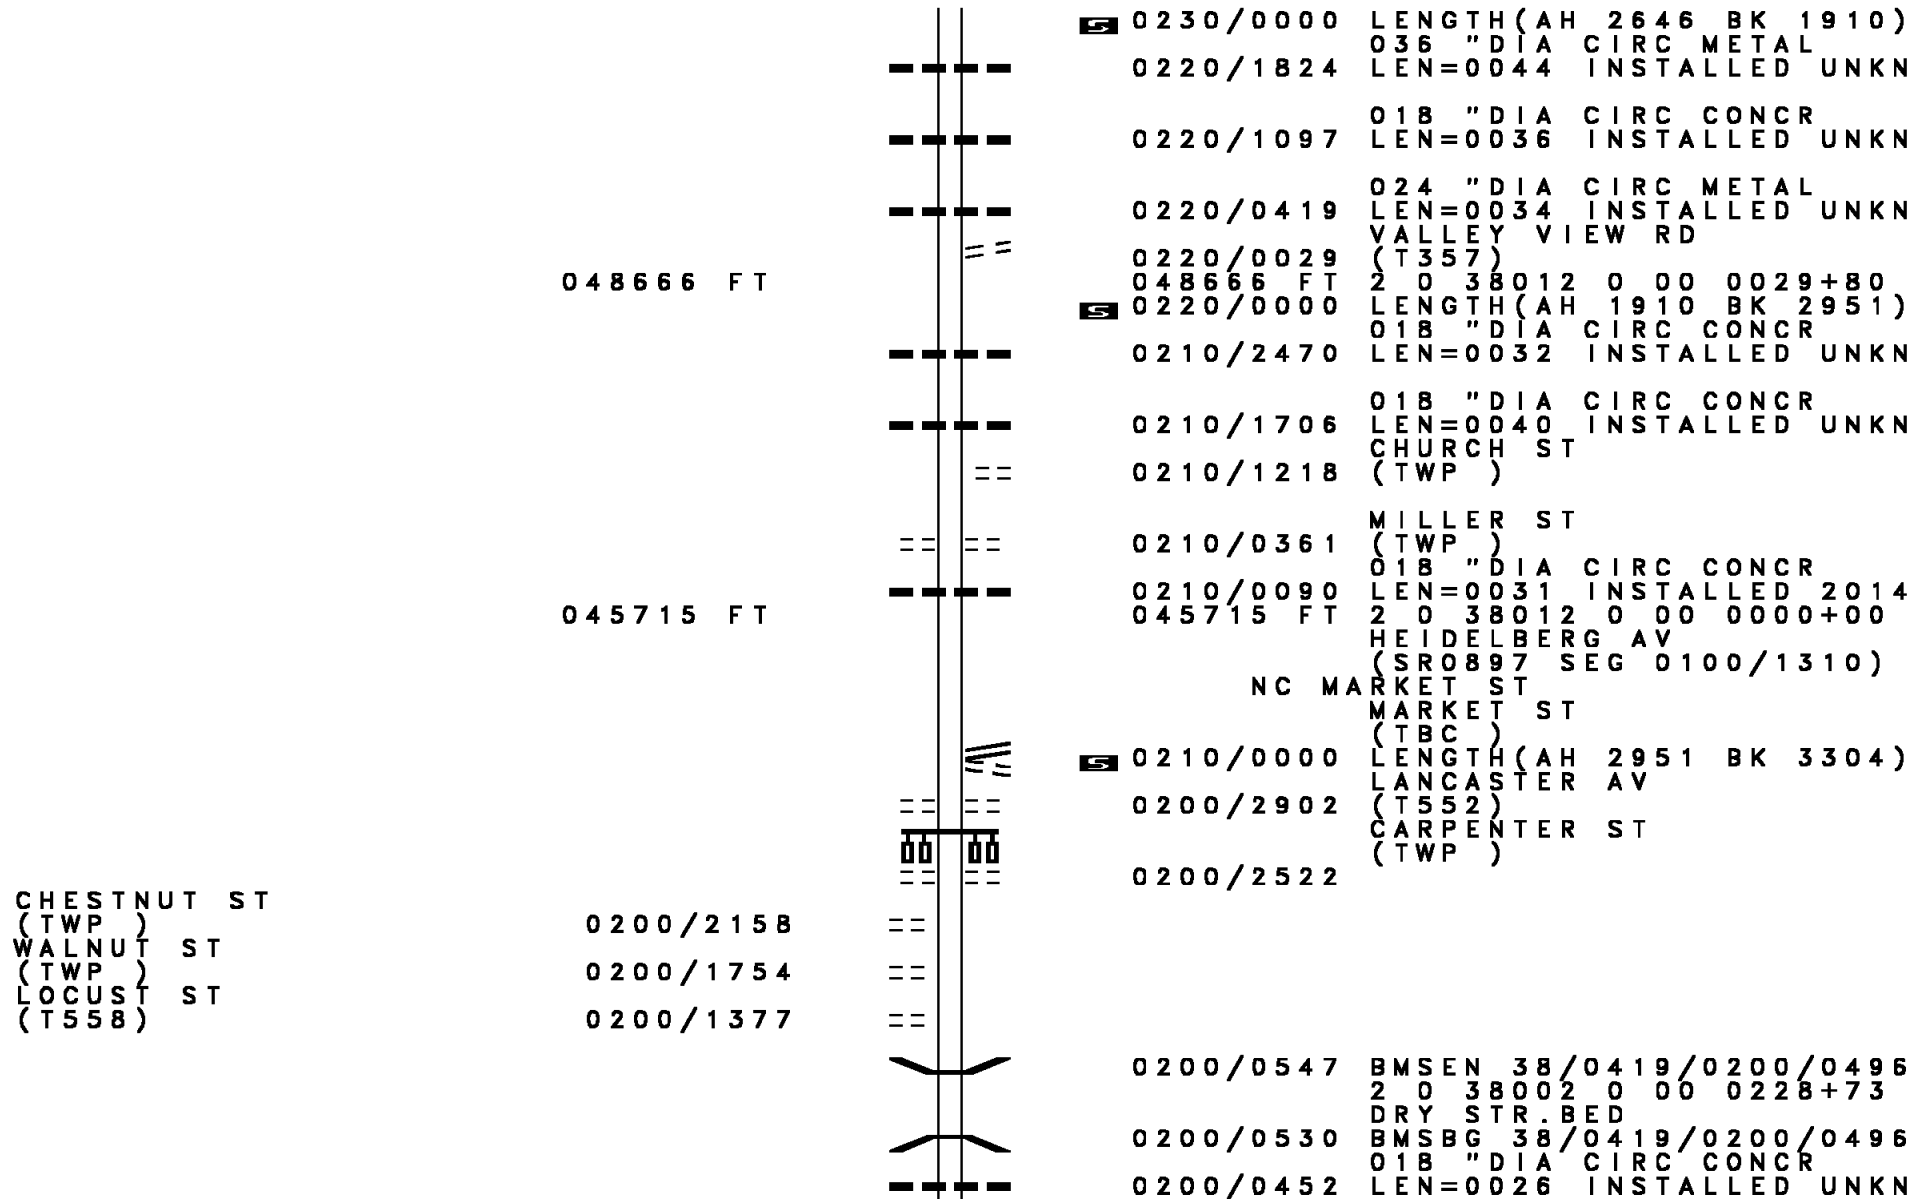 S 0230/0000 LENGTH(AH 2646 BK 1910)
036 "DIA CIRC METAL
0220/1824 LEN=0044 INSTALLED UNKN
018 "DIA CIRC CONCR
0220/1097 LEN=0036 INSTALLED UNKN
024 "DIA CIRC METAL
0220/0419 LEN=0034 INSTALLED UNKN
VALLEY VIEW RD
0220/0029 (T357)
048666 FT 048666 FT 2 0 38012 0 00 0029+80
S 0220/0000 LENGTH(AH 1910 BK 2951)
018 "DIA CIRC CONCR
0210/2470 LEN=0032 INSTALLED UNKN
018 "DIA CIRC CONCR
0210/1706 LEN=0040 INSTALLED UNKN
CHURCH ST
0210/1218 (TWP )
MILLER ST
0210/0361 (TWP )
018 "DIA CIRC CONCR
0210/0090 LEN=0031 INSTALLED 2014
045715 FT 045715 FT 2 0 38012 0 00 0000+00
HEIDELBERG AV
(SR0897 SEG 0100/1310)
NC MARKET ST
MARKET ST
(TBC )
S 0210/0000 LENGTH(AH 2951 BK 3304)
LANCASTER AV
0200/2902 (T552)
CARPENTER ST
(TWP )
0200/2522
CHESTNUT ST
(TWP ) 0200/2158
WALNUT ST
(TWP ) 0200/1754
LOCUST ST
(T558) 0200/1377
0200/0547 BMSEN 38/0419/0200/0496
2 0 38002 0 00 0228+73
DRY STR.BED
0200/0530 BMSBG 38/0419/0200/0496
018 "DIA CIRC CONCR
0200/0452 LEN=0026 INSTALLED UNKN